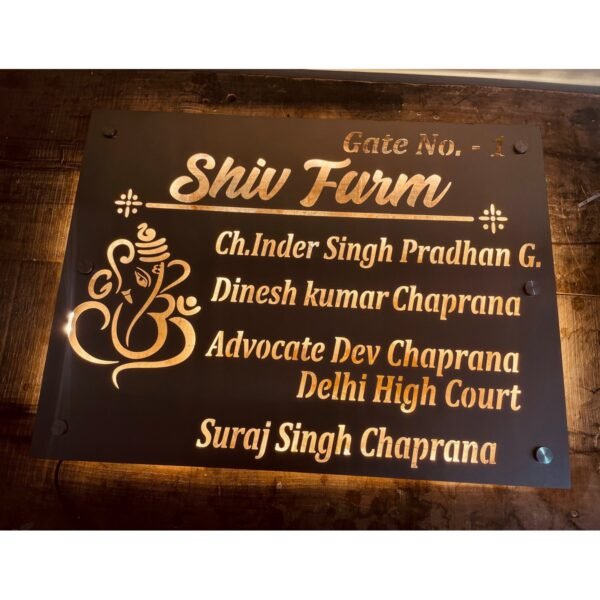 Gate No. - 1
Shiv Farm
Ch.Inder Singh Pradhan G.
Dinesh kumar Chaprana
Advocate Dev Chaprana
Delhi High Court
Suraj Singh Chaprana